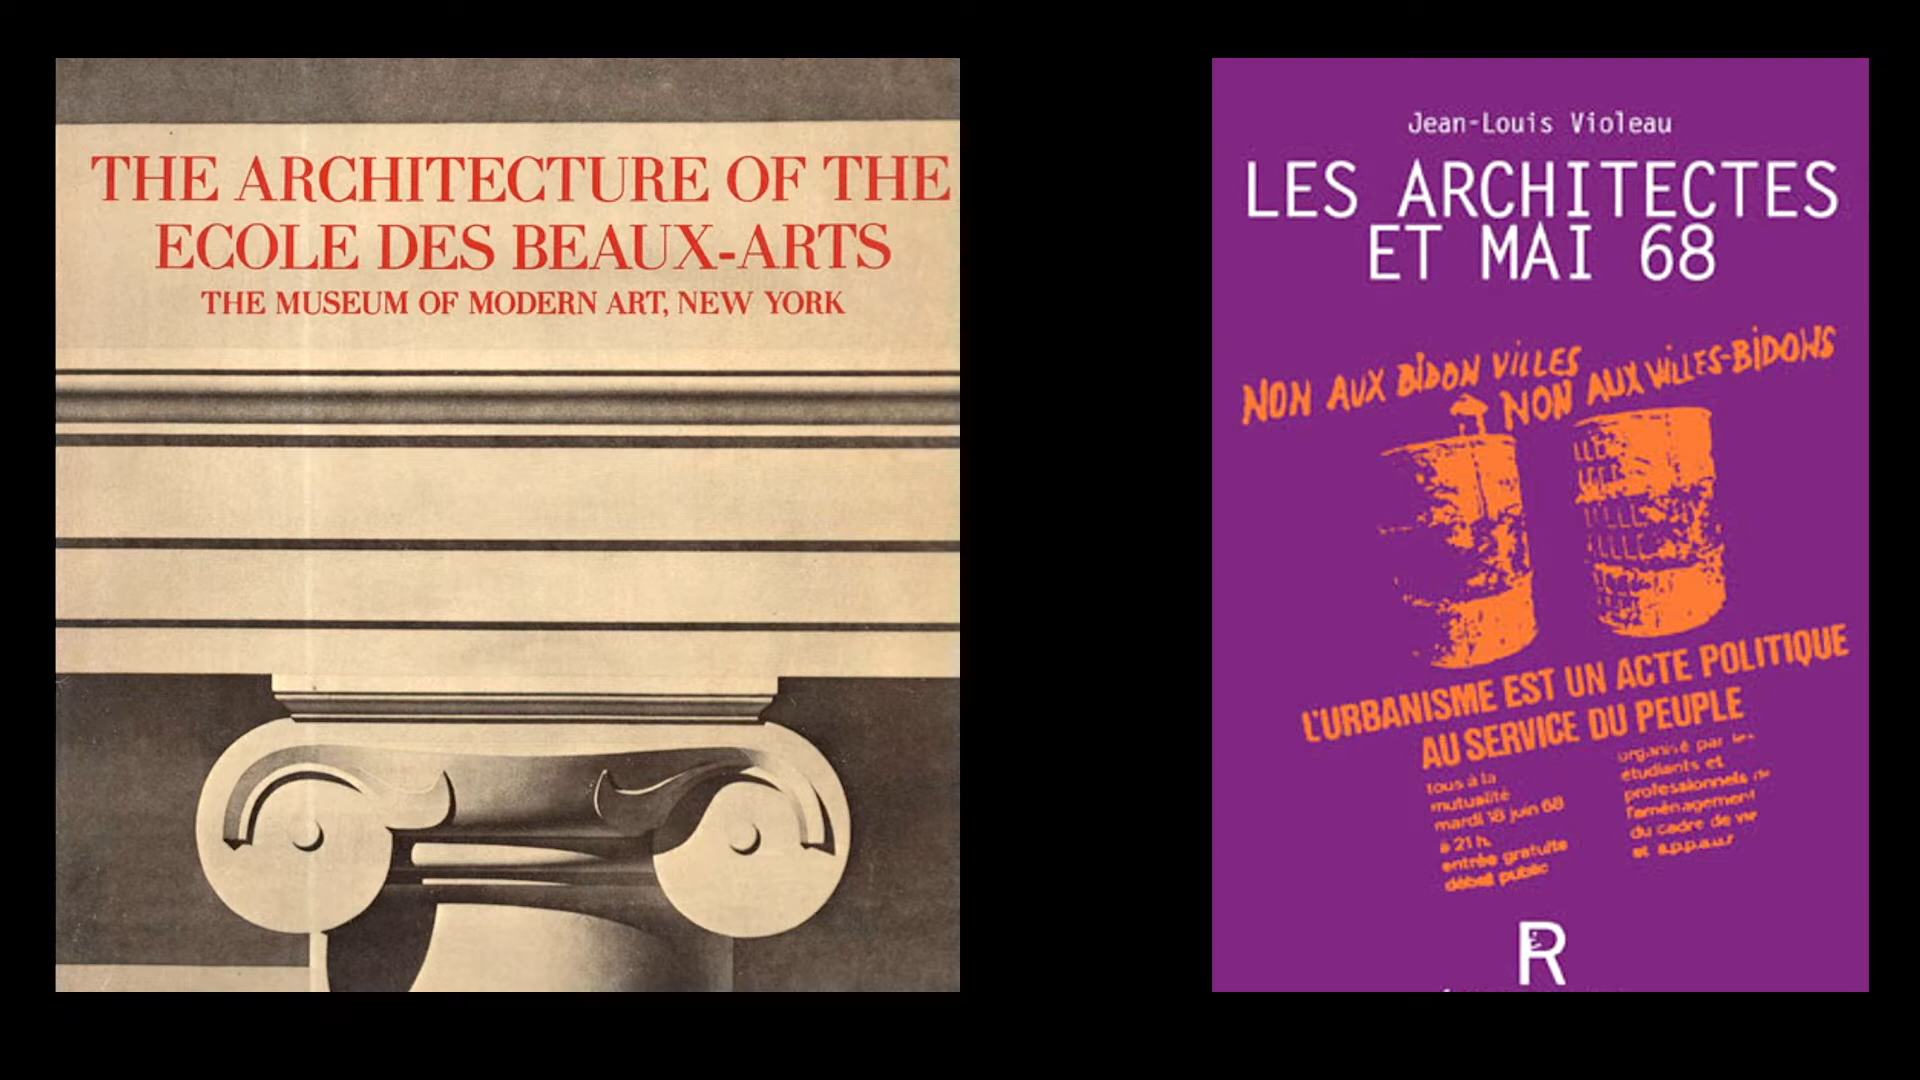 THE ARCHITECTURE OF THE
ECOLE DES BEAUX-ARTS
THE MUSEUM OF MODERN ART, NEW YORK
Jean-Louis Violeau
LES ARCHITECTES
ET MAI 68
NON AUX BIDON VILLES
NON AUX VILLES-BIDONS
L'URBANISME EST UN ACTE POLITIQUE
AU SERVICE DU PEUPLE
tous à la
mutualité
mardi 18 juin 68
à 21 h.
entrée gratuite
débat public
organisé par les
étudiants et
professionnels de
l'aménagement
du cadre de vie
et a.p.p.a.u.r
R